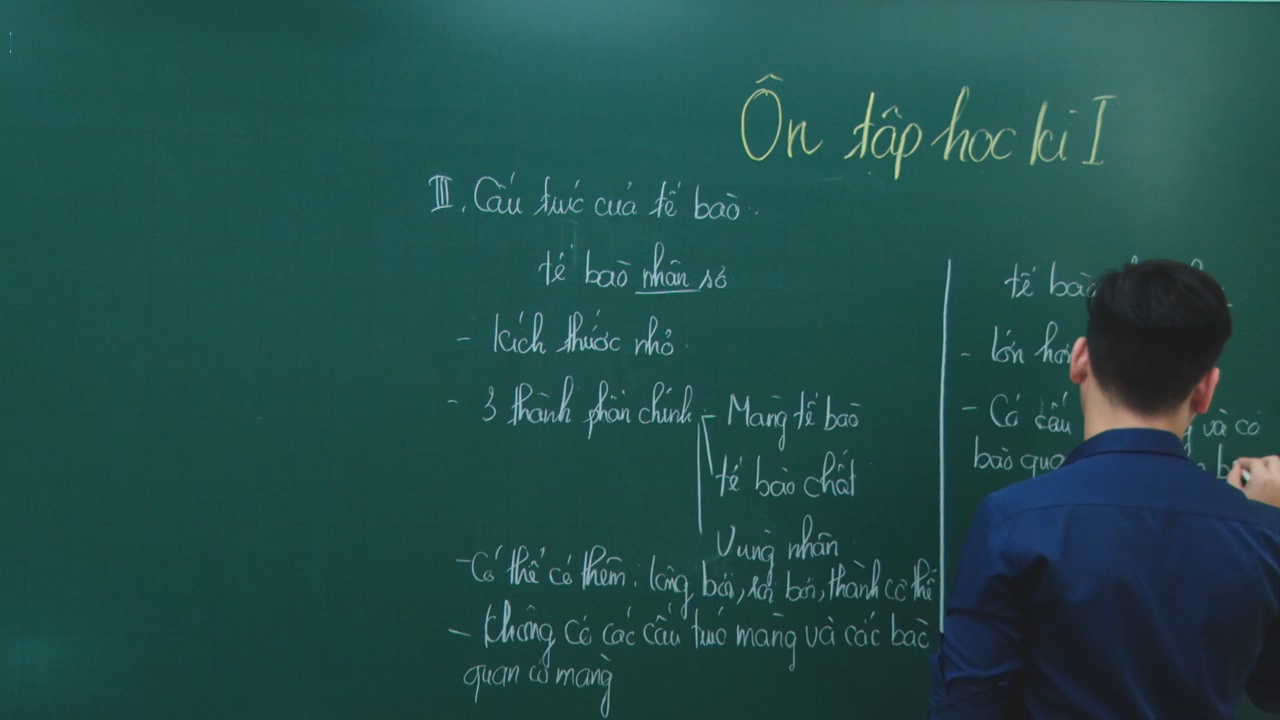 Ôn tập học kì I
III. Cấu trúc của tế bào.
tế bào nhân sơ
- kích thước nhỏ
- 3 thành phần chính - Màng tế bào
tế bào chất
Vùng nhân
- Có thể có thêm: lông bơi, roi bơi, thành cơ thể
- không có các cấu trúc màng và các bào
quan có màng
tế bào
- lớn hơn
- Có cấu và có
bào quan